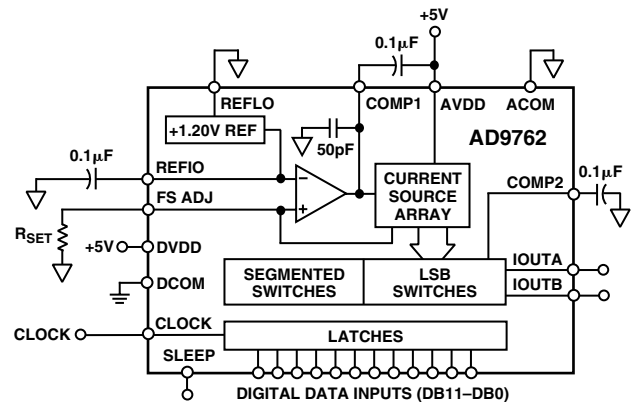 +5V
0.1μF
REFLO
COMP1
AVDD
ACOM
+1.20V REF
50pF
AD9762
0.1μF
REFIO
FS ADJ
CURRENT
SOURCE
ARRAY
COMP2
0.1μF
RSET
+5V
DVDD
DCOM
SEGMENTED
SWITCHES
LSB
SWITCHES
IOUTA
IOUTB
CLOCK
CLOCK
LATCHES
SLEEP
DIGITAL DATA INPUTS (DB11–DB0)